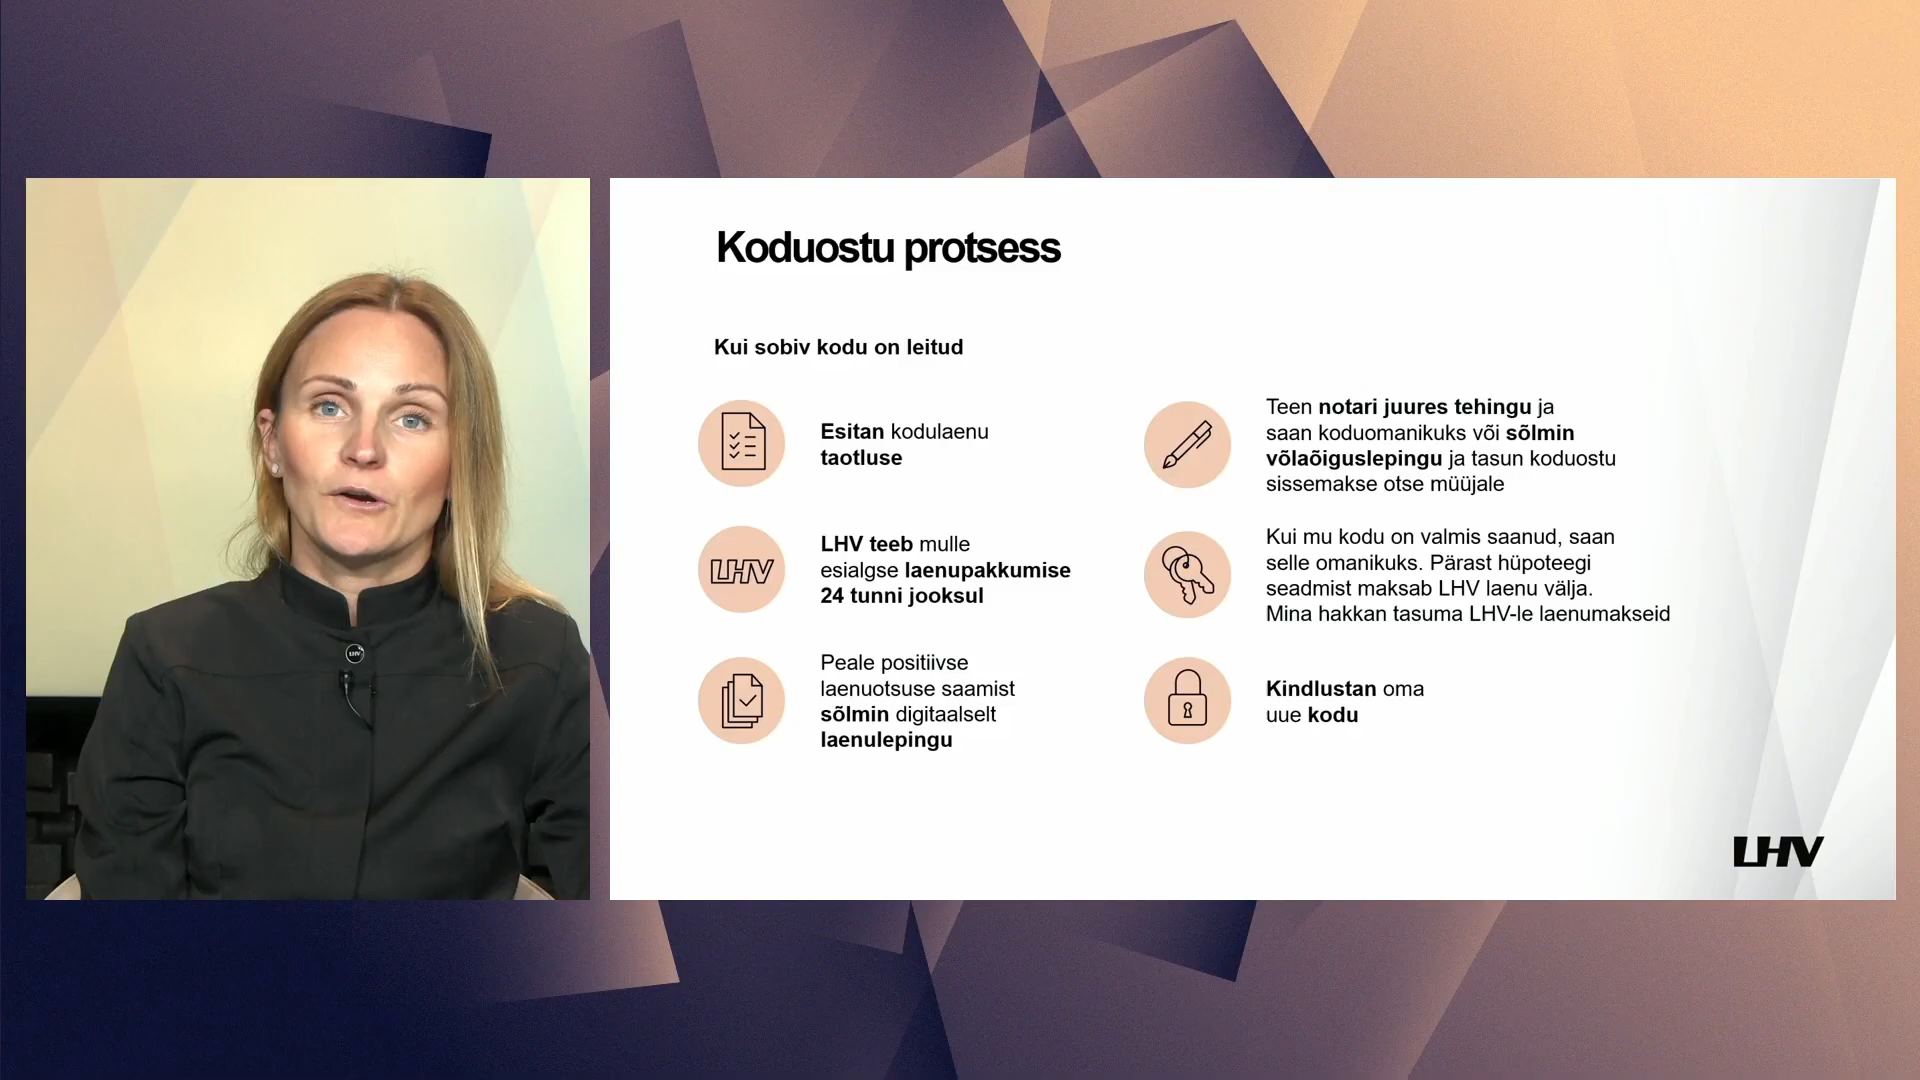 Koduostu protsess
Kui sobiv kodu on leitud
Esitan kodulaenu
taotluse
LHV
LHV teeb mulle
esialgse laenupakkumise
24 tunni jooksul
Peale positiivse
laenuotsuse saamist
sõlmin digitaalselt
laenulepingu
Teen notari juures tehingu ja
saan koduomanikuks või sõlmin
võlaõiguslepingu ja tasun koduostu
sissemakse otse müüjale
Kui mu kodu on valmis saanud, saan
selle omanikuks. Pärast hüpoteegi
seadmist maksab LHV laenu välja.
Mina hakkan tasuma LHV-le laenumakseid
Kindlustan oma
uue kodu
LHV
LHV